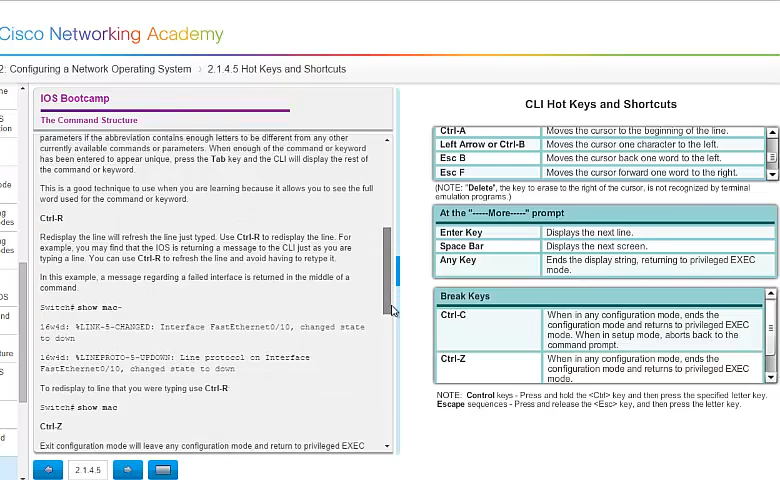 Cisco Networking Academy
2: Configuring a Network Operating System › 2.1.4.5 Hot Keys and Shortcuts
IOS Bootcamp
The Command Structure
parameters if the abbreviation contains enough letters to be different from any other
currently available commands or parameters. When enough of the command or keyword
has been entered to appear unique, press the Tab key and the CLI will display the rest of
the command or keyword.
This is a good technique to use when you are learning because it allows you to see the full
word used for the command or keyword.
Ctrl-R
Redisplay the line will refresh the line just typed. Use Ctrl-R to redisplay the line. For
example, you may find that the IOS is returning a message to the CLI just as you are
typing a line. You can use Ctrl-R to refresh the line and avoid having to retype it.
In this example, a message regarding a failed interface is returned in the middle of a
command.
Switch# show mac-
16w4d: %LINK-5-CHANGED: Interface FastEthernet0/10, changed state
to down
16w4d: %LINEPROTO-5-UPDOWN: Line protocol on Interface
FastEthernet0/10, changed state to down
To redisplay to line that you were typing use Ctrl-R:
Switch# show mac
Ctrl-Z
Exit configuration mode will leave any configuration mode and return to privileged EXEC
2.1.4.5
CLI Hot Keys and Shortcuts
Ctrl-A Moves the cursor to the beginning of the line.
Left Arrow or Ctrl-B Moves the cursor one character to the left.
Esc B Moves the cursor back one word to the left.
Esc F Moves the cursor forward one word to the right.
(NOTE: "Delete", the key to erase to the right of the cursor, is not recognized by terminal
emulation programs.)
At the "-----More-----" prompt
Enter Key Displays the next line.
Space Bar Displays the next screen.
Any Key Ends the display string, returning to privileged EXEC
mode.
Break Keys
Ctrl-C When in any configuration mode, ends the
configuration mode and returns to privileged EXEC
mode. When in setup mode, aborts back to the
command prompt.
Ctrl-Z When in any configuration mode, ends the
configuration mode and returns to privileged EXEC
mode.
NOTE: Control keys - Press and hold the <Ctrl> key and then press the specified letter key.
Escape sequences - Press and release the <Esc> key, and then press the letter key.